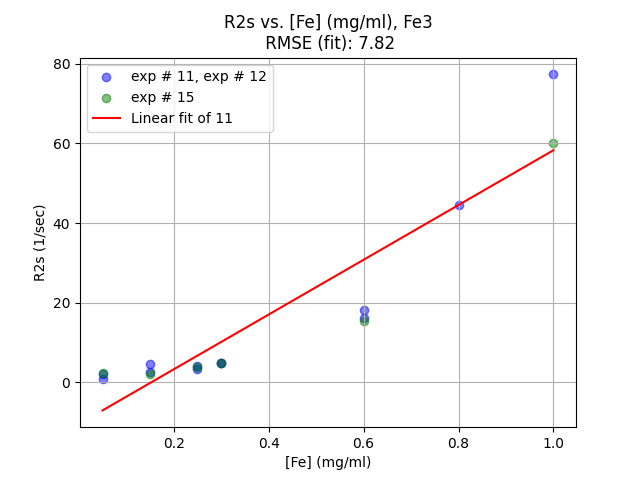 R2s vs. [Fe] (mg/ml), Fe3
RMSE (fit): 7.82
exp # 11, exp # 12
exp # 15
Linear fit of 11
80
60
40
20
0
R2s (1/sec)
0.2 0.4 0.6 0.8 1.0
[Fe] (mg/ml)